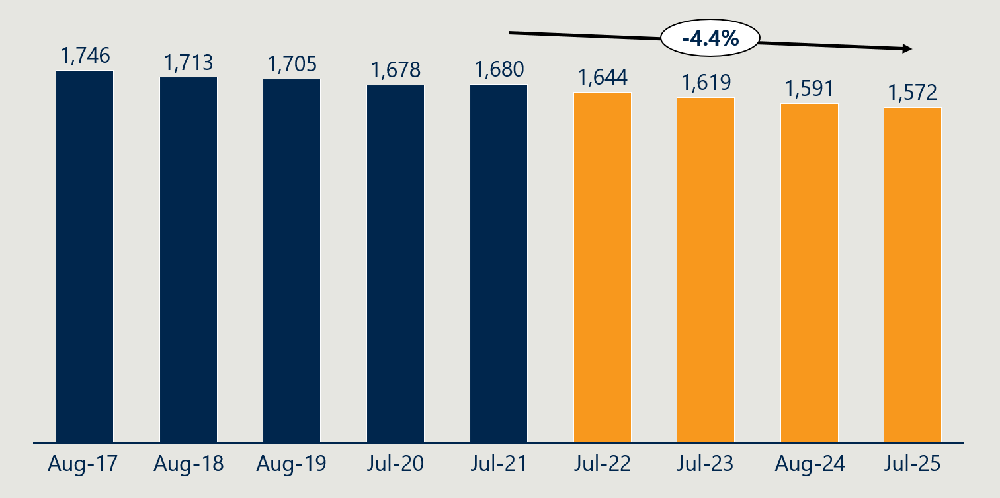 -4.4%
1,746
1,713
1,705
1,678
1,680
1,644
1,619
1,591
1,572
Aug-17
Aug-18
Aug-19
Jul-20
Jul-21
Jul-22
Jul-23
Aug-24
Jul-25